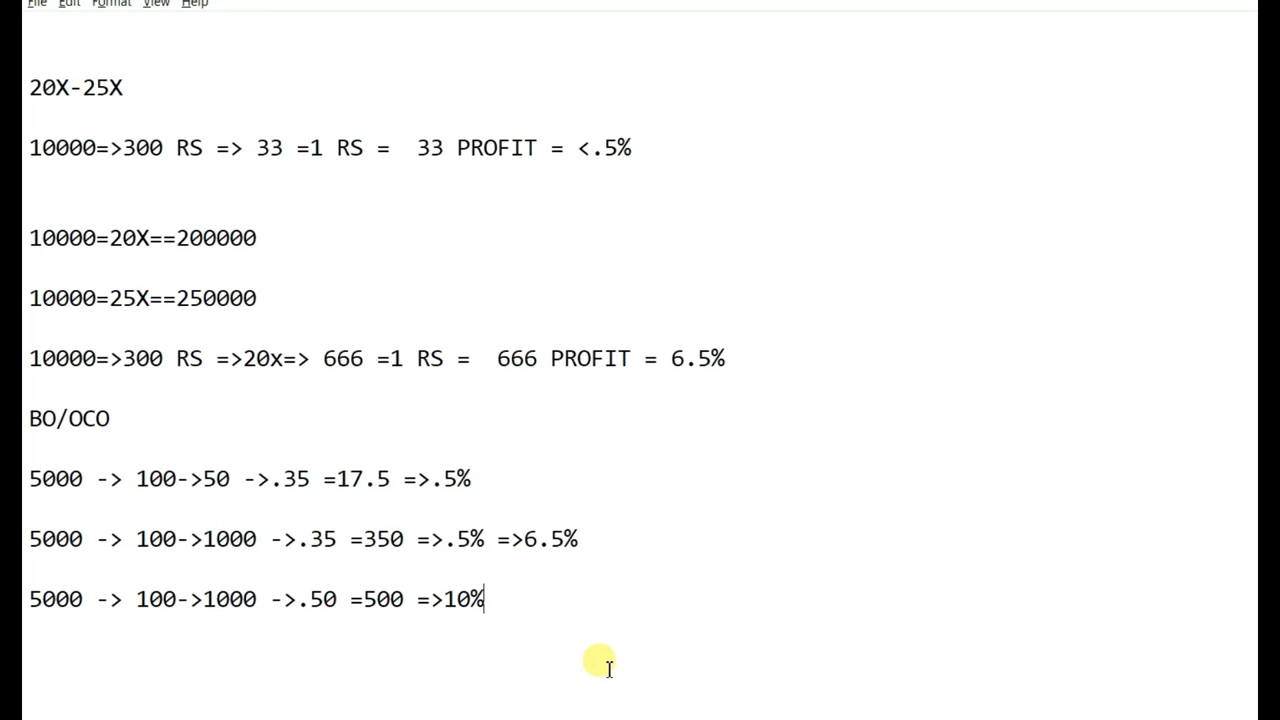 File Edit Format View Help
20X-25X
10000=>300 RS => 33 =1 RS =  33 PROFIT = <.5%
10000=20X==200000
10000=25X==250000
10000=>300 RS =>20x=> 666 =1 RS =  666 PROFIT = 6.5%
BO/OCO
5000 -> 100->50 ->.35 =17.5 =>.5%
5000 -> 100->1000 ->.35 =350 =>.5% =>6.5%
5000 -> 100->1000 ->.50 =500 =>10%